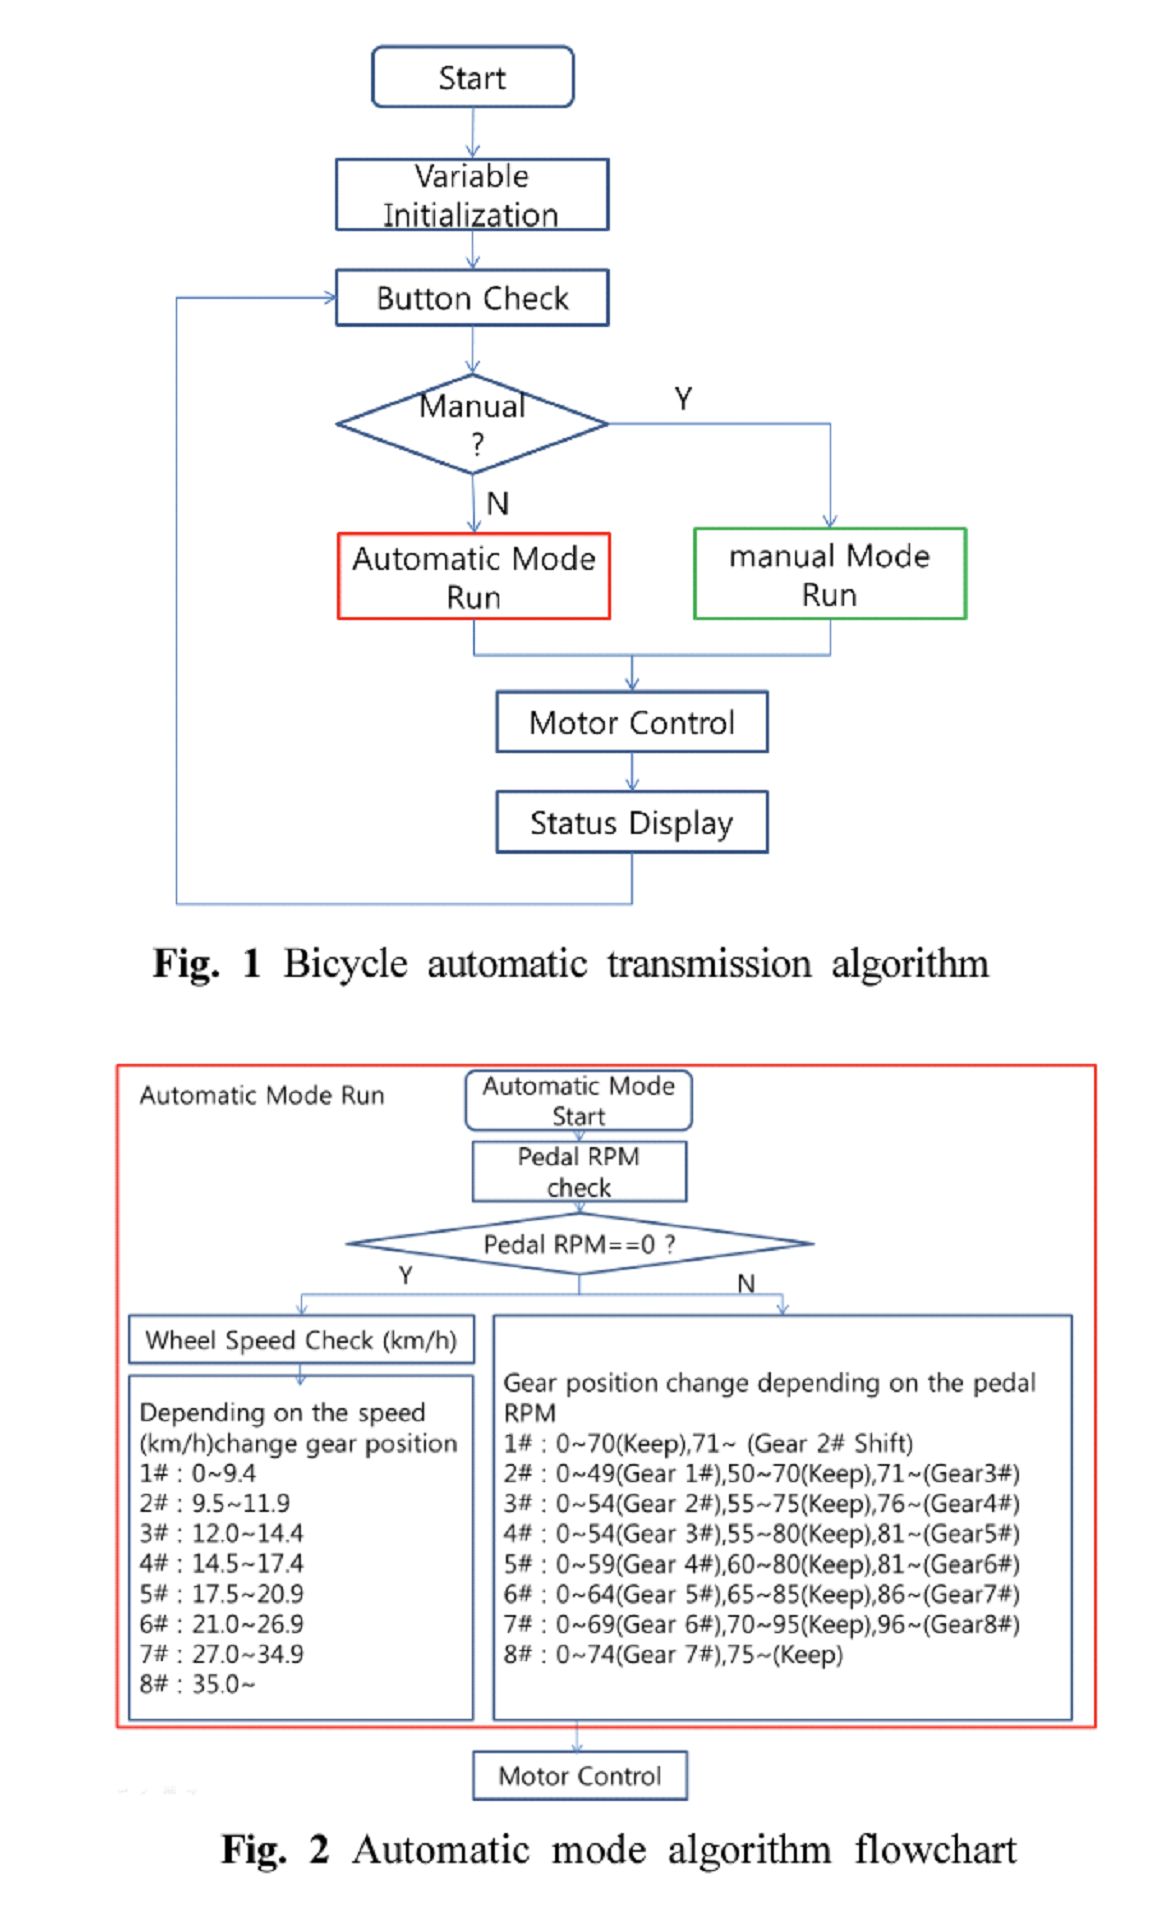 Start
Variable
Initialization
Button Check
Manual
?
Y
N
Automatic Mode
Run
manual Mode
Run
Motor Control
Status Display
Fig. 1 Bicycle automatic transmission algorithm
Automatic Mode Run
Automatic Mode
Start
Pedal RPM
check
Pedal RPM==0 ?
Y
N
Wheel Speed Check (km/h)
Depending on the speed
(km/h)change gear position
1# : 0~9.4
2# : 9.5~11.9
3# : 12.0~14.4
4# : 14.5~17.4
5# : 17.5~20.9
6# : 21.0~26.9
7# : 27.0~34.9
8# : 35.0~
Gear position change depending on the pedal
RPM
1# : 0~70(Keep),71~ (Gear 2# Shift)
2# : 0~49(Gear 1#),50~70(Keep),71~(Gear3#)
3# : 0~54(Gear 2#),55~75(Keep),76~(Gear4#)
4# : 0~54(Gear 3#),55~80(Keep),81~(Gear5#)
5# : 0~59(Gear 4#),60~80(Keep),81~(Gear6#)
6# : 0~64(Gear 5#),65~85(Keep),86~(Gear7#)
7# : 0~69(Gear 6#),70~95(Keep),96~(Gear8#)
8# : 0~74(Gear 7#),75~(Keep)
Motor Control
Fig. 2 Automatic mode algorithm flowchart